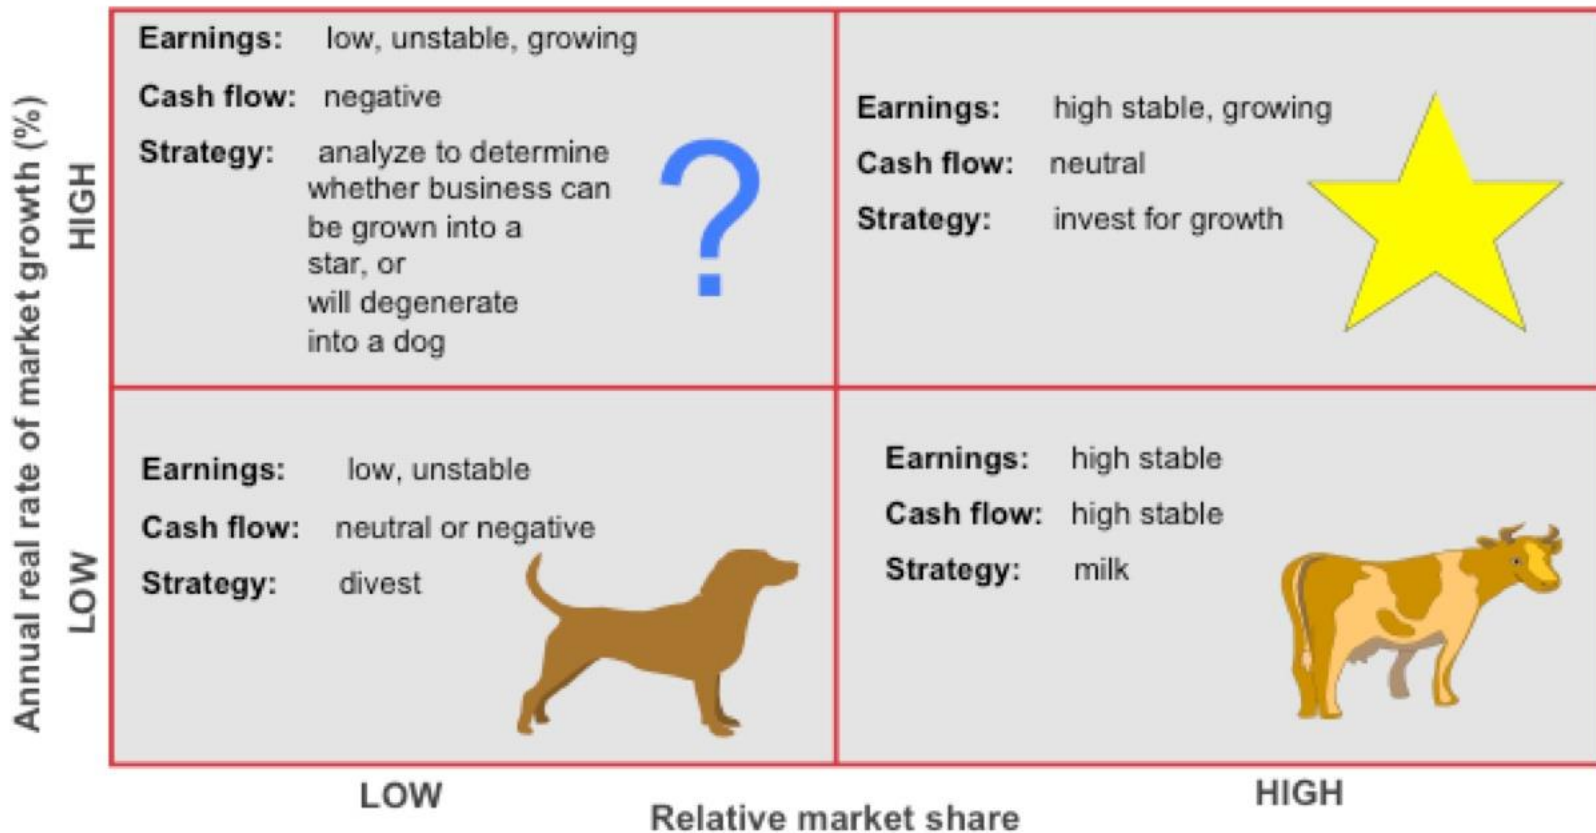 Annual real rate of market growth (%)
HIGH
LOW
Earnings: low, unstable, growing
Cash flow: negative
Strategy: analyze to determine
whether business can
be grown into a
star, or
will degenerate
into a dog
?
Earnings: high stable, growing
Cash flow: neutral
Strategy: invest for growth
Earnings: low, unstable
Cash flow: neutral or negative
Strategy: divest
Earnings: high stable
Cash flow: high stable
Strategy: milk
LOW
HIGH
Relative market share